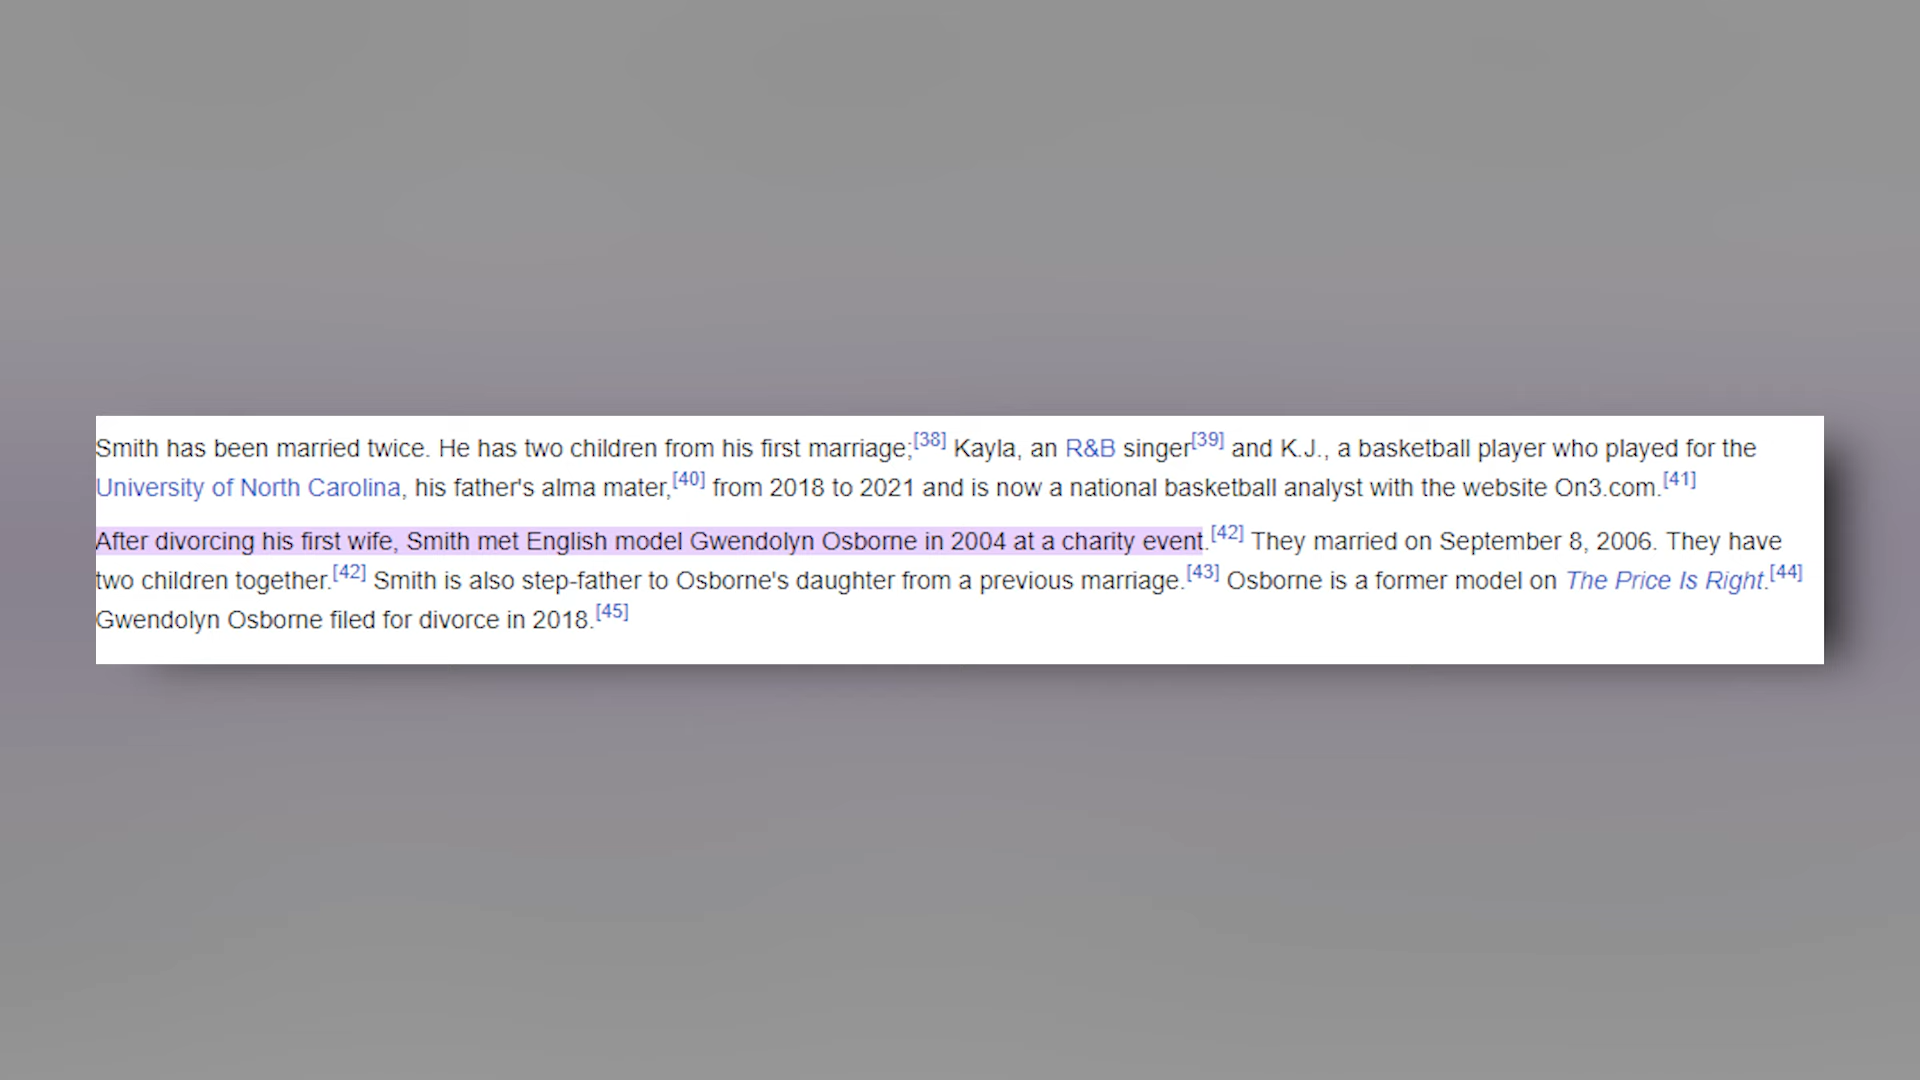 Smith has been married twice. He has two children from his first marriage;[38] Kayla, an R&B singer[39] and K.J., a basketball player who played for the
University of North Carolina, his father's alma mater,[40] from 2018 to 2021 and is now a national basketball analyst with the website On3.com.[41]
After divorcing his first wife, Smith met English model Gwendolyn Osborne in 2004 at a charity event.[42] They married on September 8, 2006. They have
two children together.[42] Smith is also step-father to Osborne's daughter from a previous marriage.[43] Osborne is a former model on The Price Is Right.[44]
Gwendolyn Osborne filed for divorce in 2018.[45]